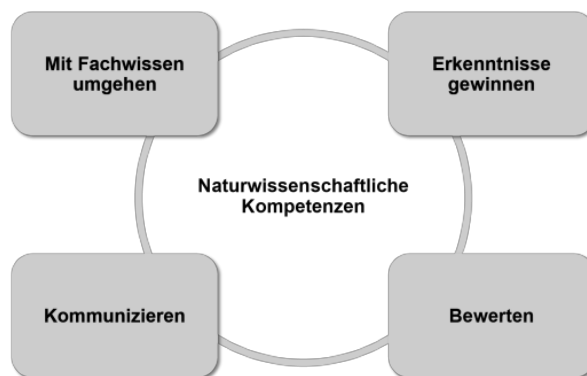 Mit Fachwissen
umgehen
Erkenntnisse
gewinnen
Naturwissenschaftliche
Kompetenzen
Kommunizieren
Bewerten